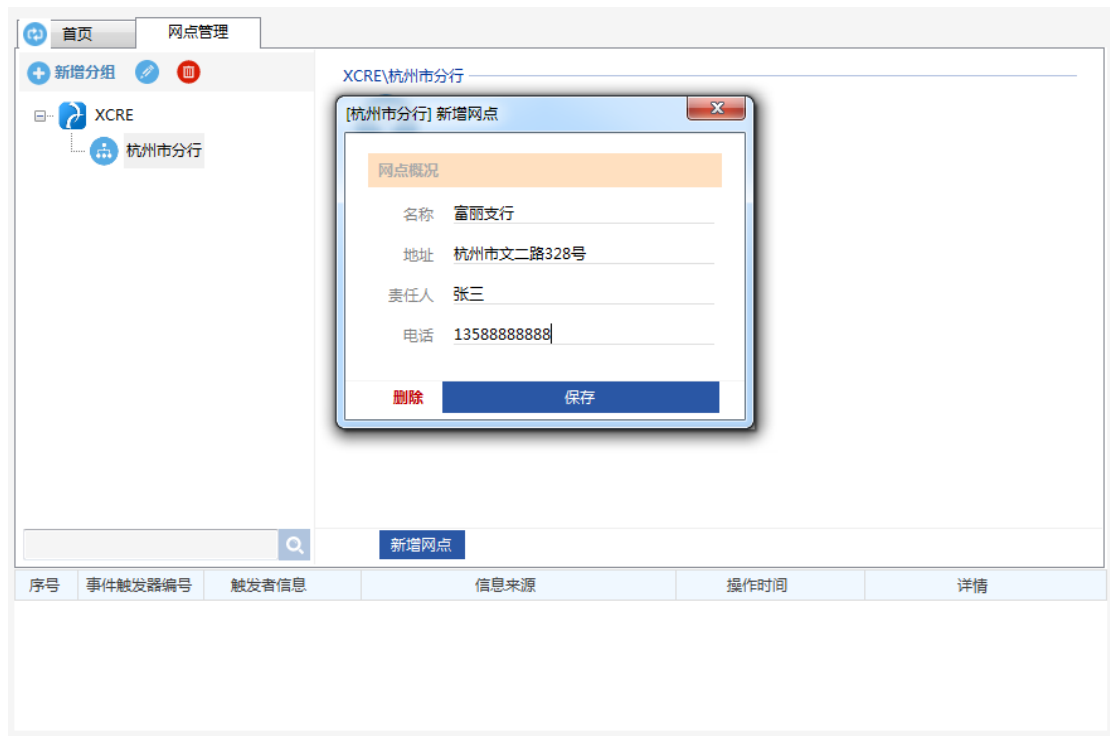 首页 网点管理
新增分组
XCRE
杭州市分行
XCRE\杭州市分行
[杭州市分行] 新增网点
网点概况
名称 富丽支行
地址 杭州市文二路328号
责任人 张三
电话 13588888888
删除 保存
新增网点
序号 事件触发器编号 触发者信息 信息来源 操作时间 详情